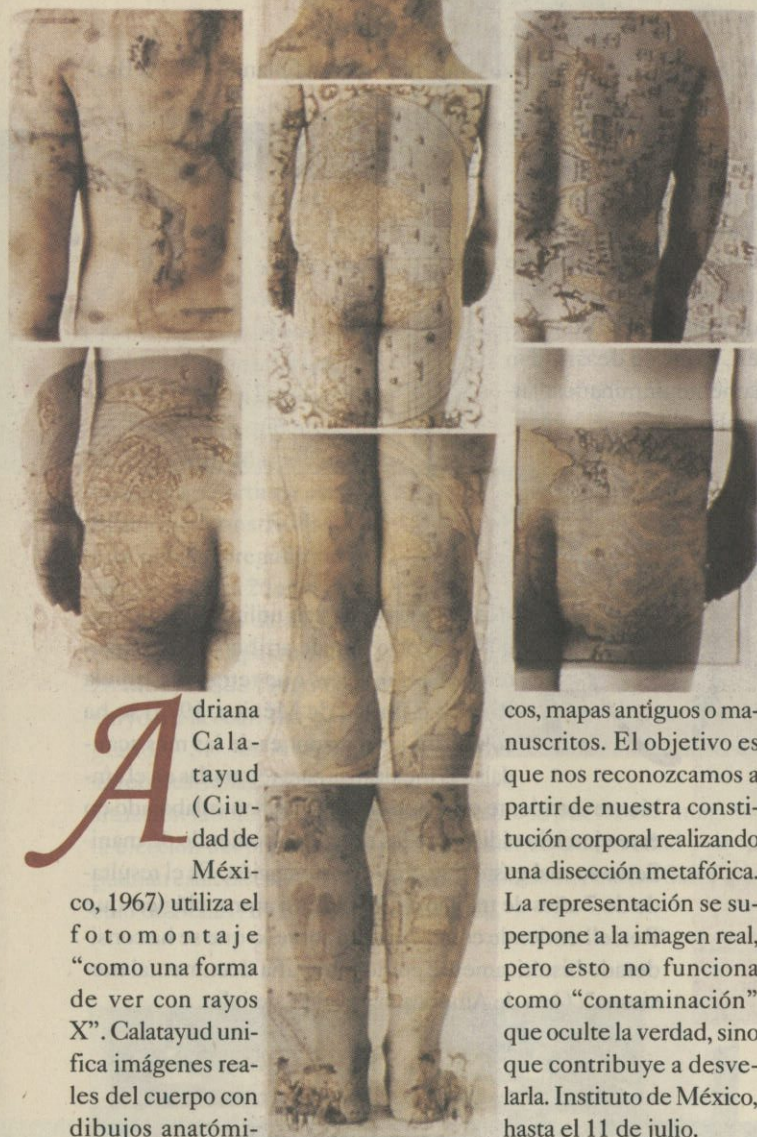 Adriana
Cala-
tayud
(Ciu-
dad de
Méxi-
co, 1967) utiliza el
fotomontaje
“como una forma
de ver con rayos
X”. Calatayud uni-
fica imágenes rea-
les del cuerpo con
dibujos anatómi-
cos, mapas antiguos o ma-
nuscritos. El objetivo es
que nos reconozcamos a
partir de nuestra consti-
tución corporal realizando
una disección metafórica.
La representación se su-
perpone a la imagen real,
pero esto no funciona
como “contaminación”
que oculte la verdad, sino
que contribuye a desve-
larla. Instituto de México,
hasta el 11 de julio.